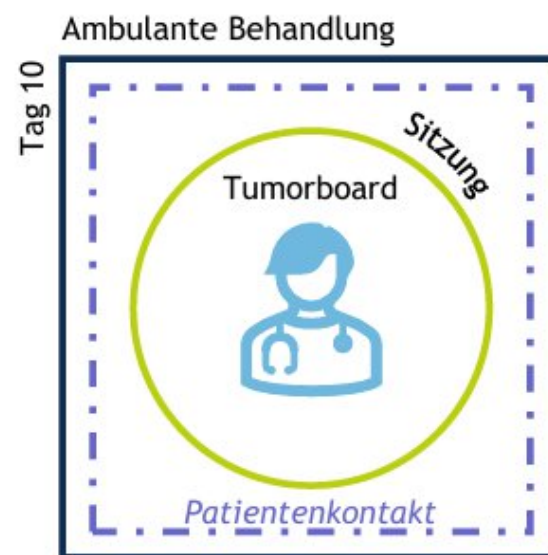 Ambulante Behandlung
Tag 10
Sitzung
Tumorboard
Patientenkontakt